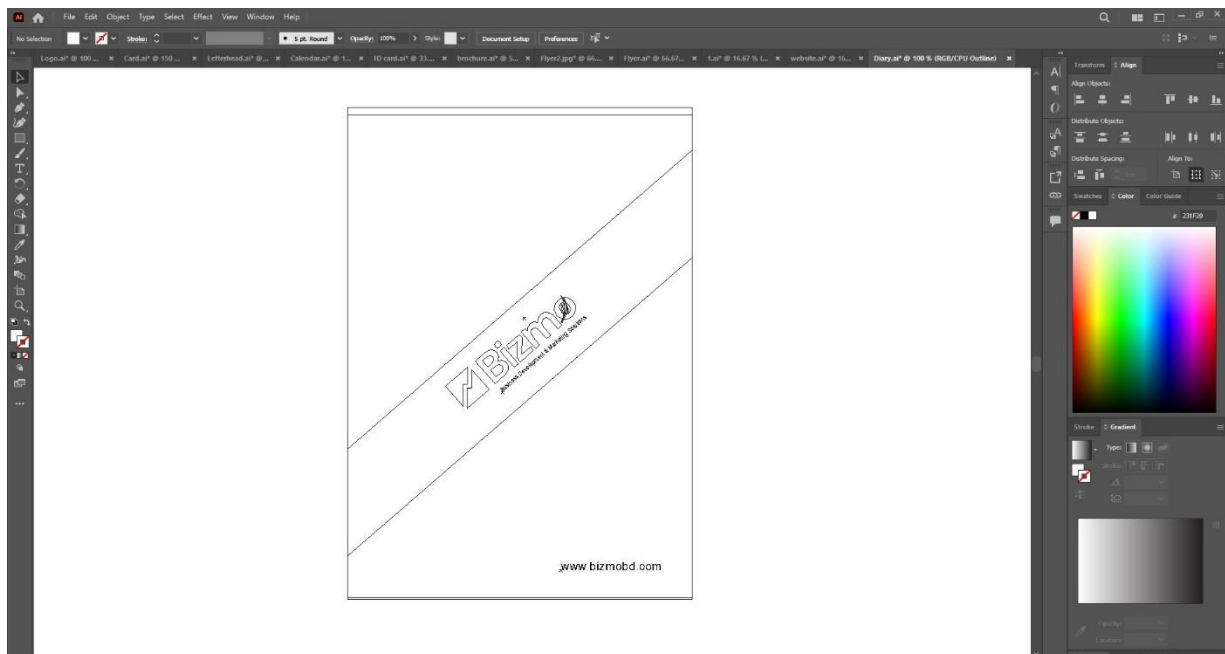 Ai File Edit Object Type Select Effect View Window Help
No Selection Stroke: 5 pt. Round Opacity: 100% Style: Document Setup Preferences
Logo.ai* @ 100 ... Card.ai* @ 150 ... Letterhead.ai* @... Calendar.ai* @ 1... ID card.ai* @ 33.... brochure.ai* @ 5... Flyer2.jpg* @ 66.... Flyer.ai* @ 66.67... 1.ai* @ 16.67 % (... website.ai* @ 16... Diary.ai* @ 100 % (RGB/CPU Outline)
Transform Align
Align Objects:
Distribute Objects:
Distribute Spacing: Align To:
Swatches Color Color Guide
# 231F20
Bizmo
Business Development & Marketing Solutions
www.bizmobd.com
Stroke Gradient
Type:
Stroke:
Opacity:
Location: